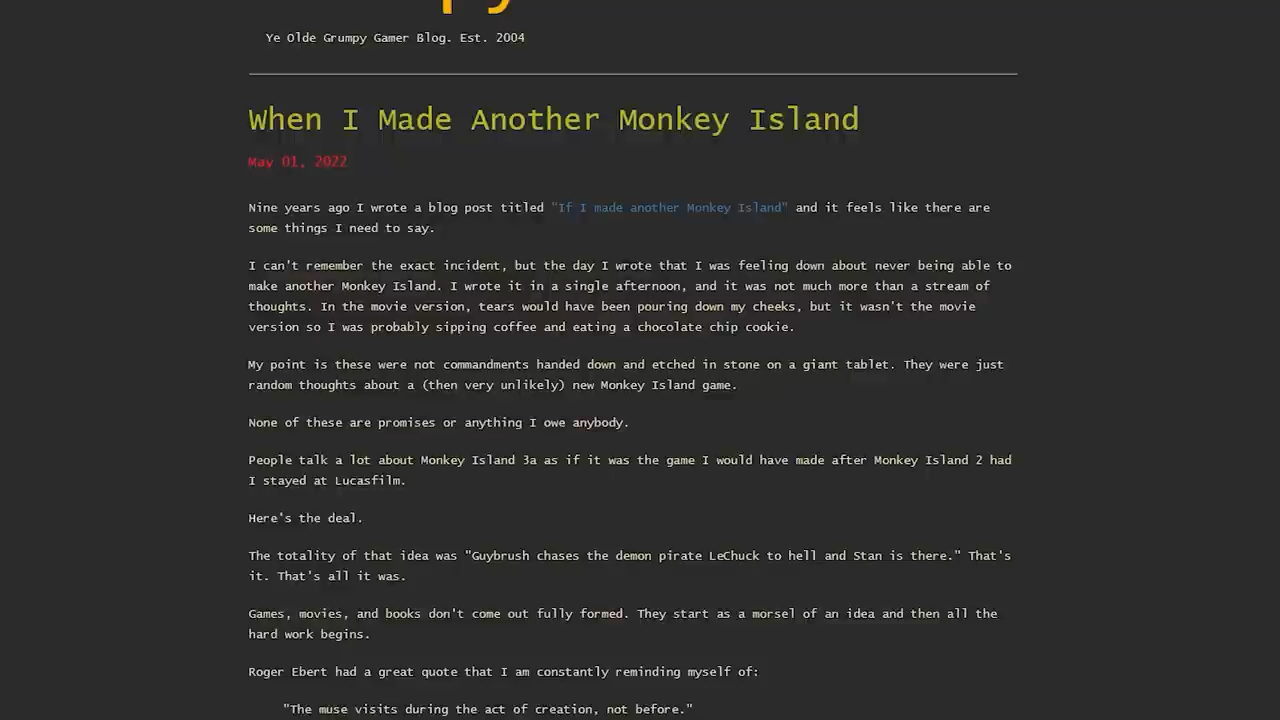 Ye Olde Grumpy Gamer Blog. Est. 2004
When I Made Another Monkey Island
May 01, 2022
Nine years ago I wrote a blog post titled "If I made another Monkey Island" and it feels like there are
some things I need to say.
I can't remember the exact incident, but the day I wrote that I was feeling down about never being able to
make another Monkey Island. I wrote it in a single afternoon, and it was not much more than a stream of
thoughts. In the movie version, tears would have been pouring down my cheeks, but it wasn't the movie
version so I was probably sipping coffee and eating a chocolate chip cookie.
My point is these were not commandments handed down and etched in stone on a giant tablet. They were just
random thoughts about a (then very unlikely) new Monkey Island game.
None of these are promises or anything I owe anybody.
People talk a lot about Monkey Island 3a as if it was the game I would have made after Monkey Island 2 had
I stayed at Lucasfilm.
Here's the deal.
The totality of that idea was "Guybrush chases the demon pirate LeChuck to hell and Stan is there." That's
it. That's all it was.
Games, movies, and books don't come out fully formed. They start as a morsel of an idea and then all the
hard work begins.
Roger Ebert had a great quote that I am constantly reminding myself of:
"The muse visits during the act of creation, not before."